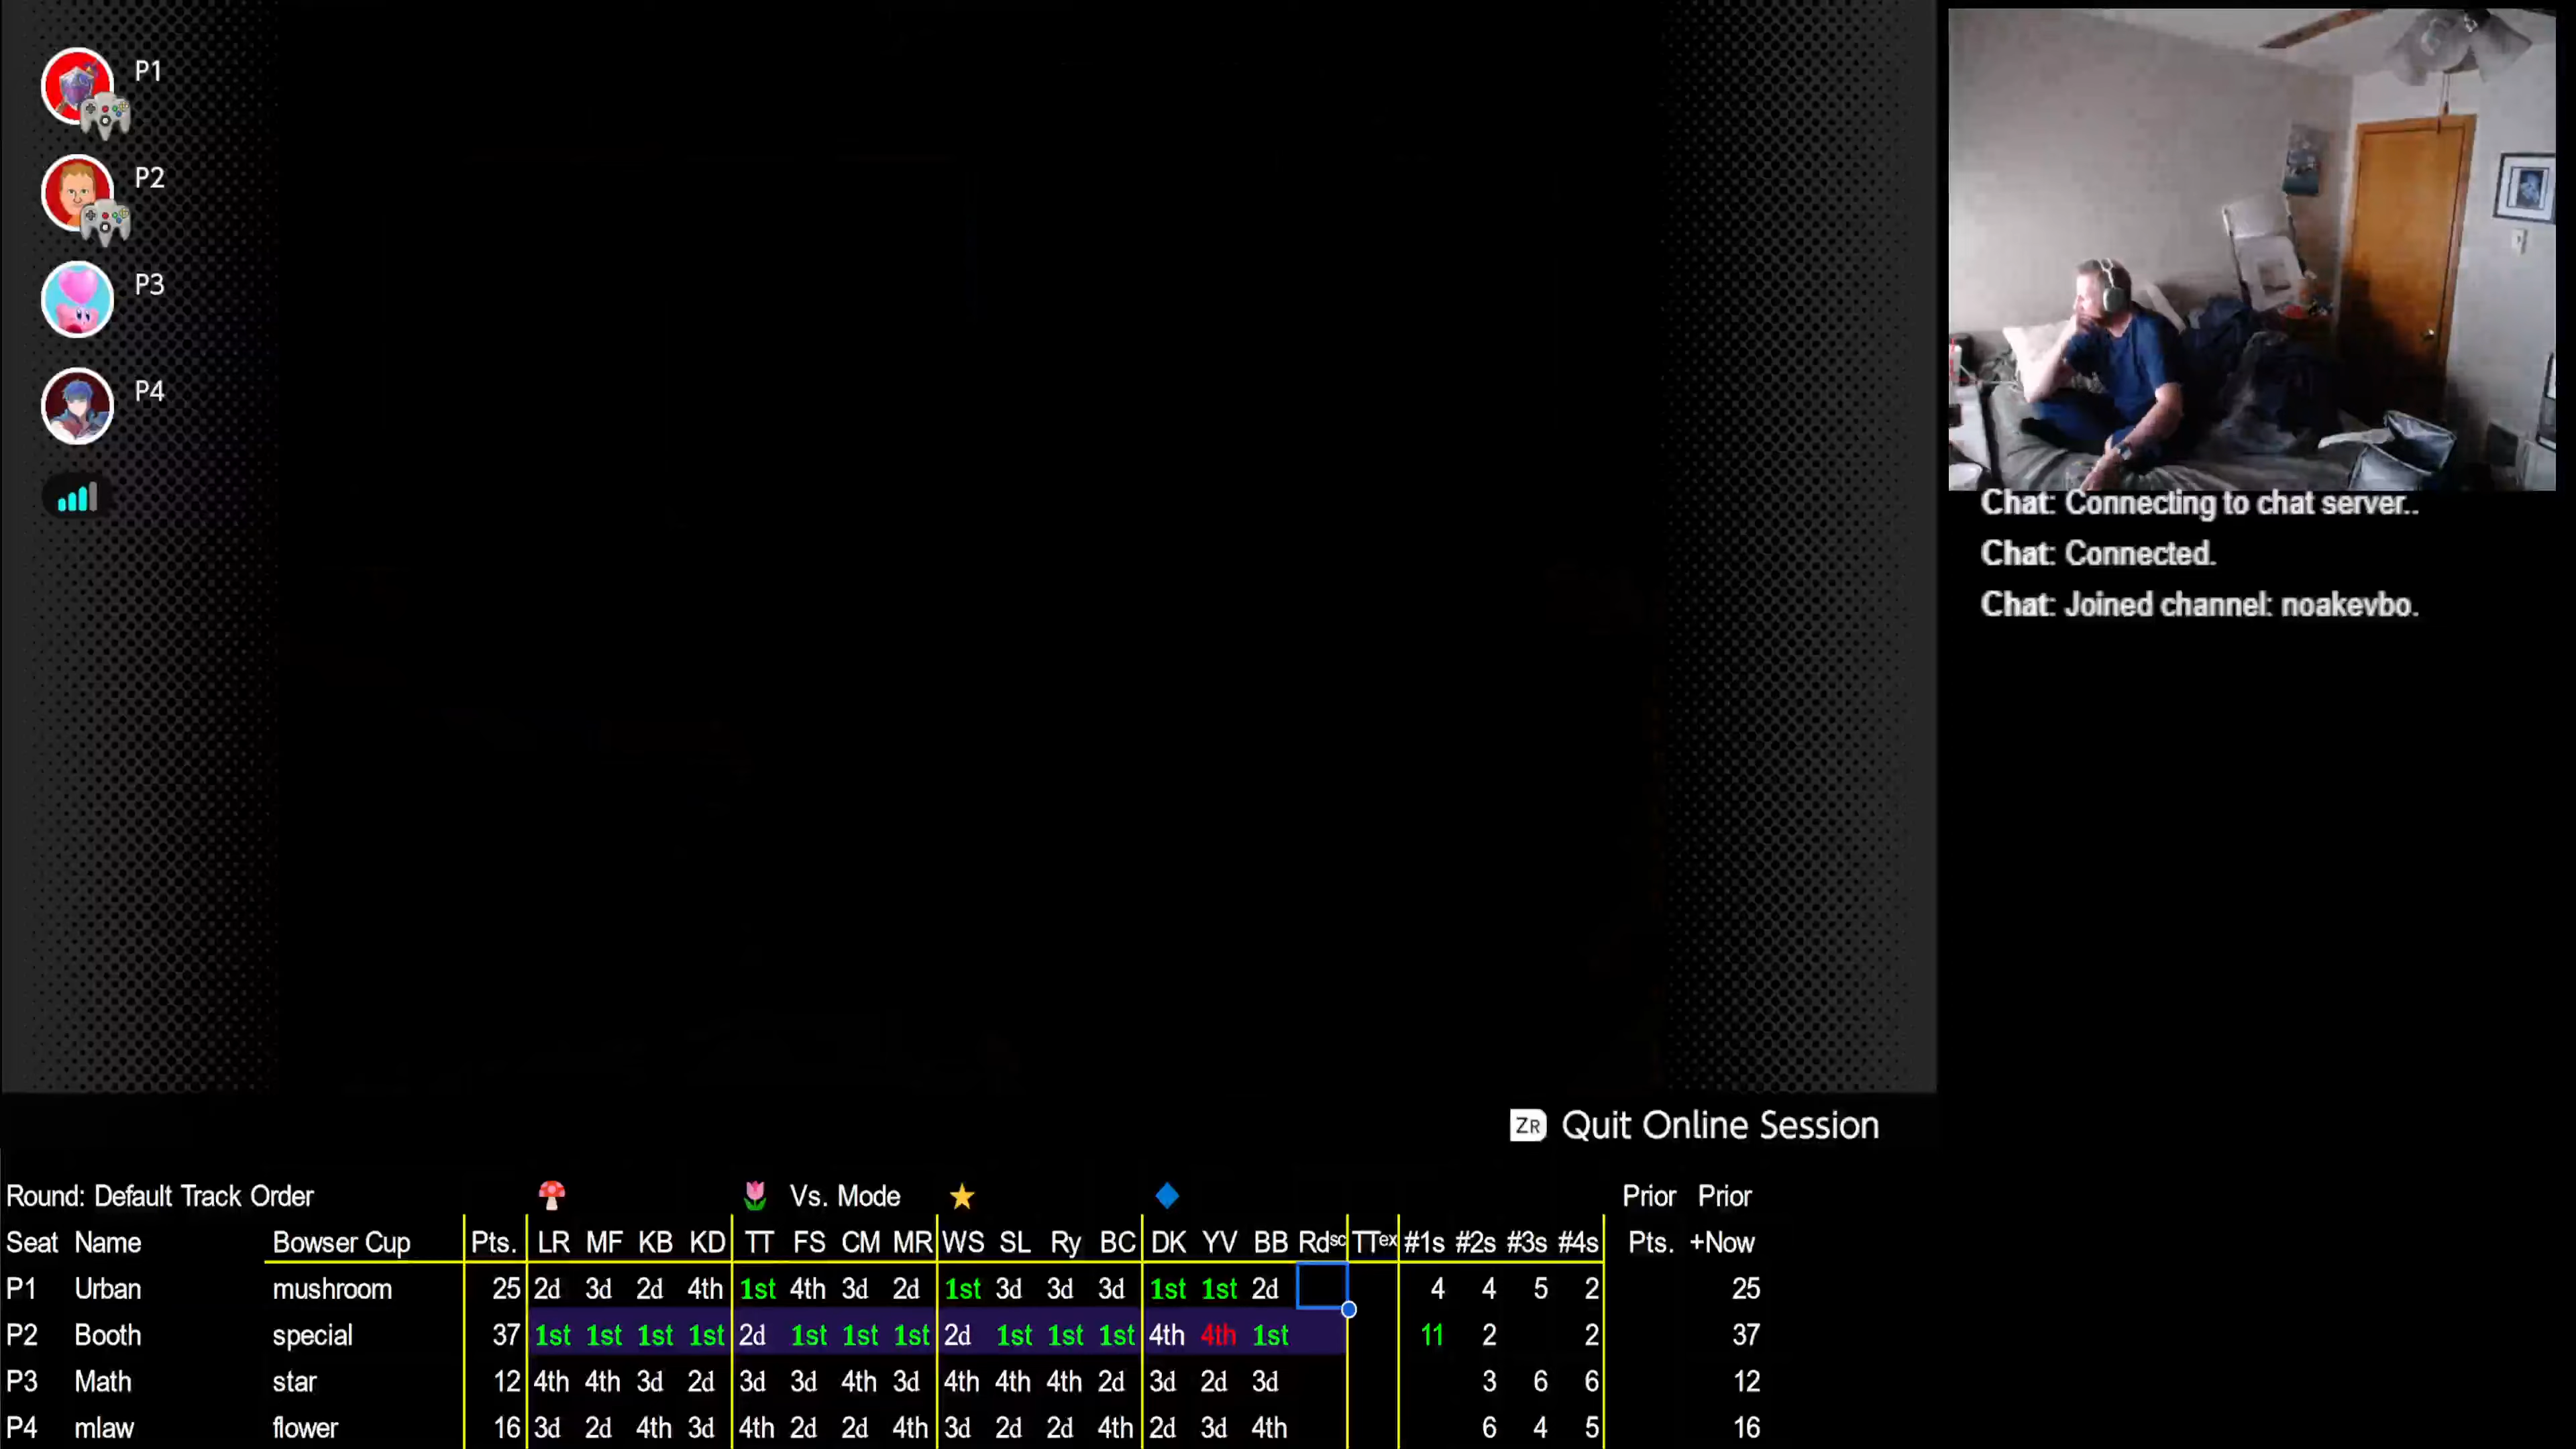 P1
P2
P3
P4
Chat: Connecting to chat server..
Chat: Connected.
Chat: Joined channel: noakevbo.
ZR Quit Online Session
Round: Default Track Order Vs. Mode Prior Prior
Seat Name Bowser Cup Pts. LR MF KB KD TT FS CM MR WS SL Ry BC DK YV BB Rdsc TTex #1s #2s #3s #4s Pts. +Now
P1 Urban mushroom 25 2d 3d 2d 4th 1st 4th 3d 2d 1st 3d 3d 3d 1st 1st 2d 4 4 5 2 25
P2 Booth special 37 1st 1st 1st 1st 2d 1st 1st 1st 2d 1st 1st 1st 4th 4th 1st 11 2 2 37
P3 Math star 12 4th 4th 3d 2d 3d 3d 4th 3d 4th 4th 4th 2d 3d 2d 3d 3 6 6 12
P4 mlaw flower 16 3d 2d 4th 3d 4th 2d 2d 4th 3d 2d 2d 4th 2d 3d 4th 6 4 5 16